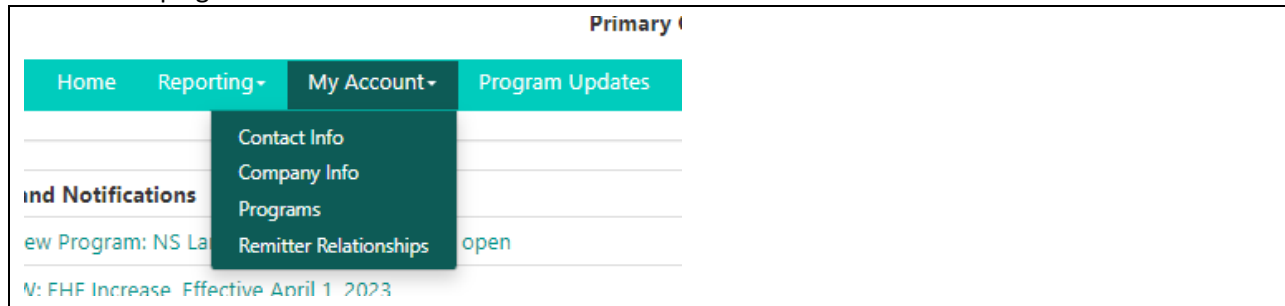 Primary
Home Reporting My Account Program Updates
Contact Info
Company Info
and Notifications
Programs
ew Program: NS La open
Remitter Relationships
W: EHF Increase Effective April 1, 2023